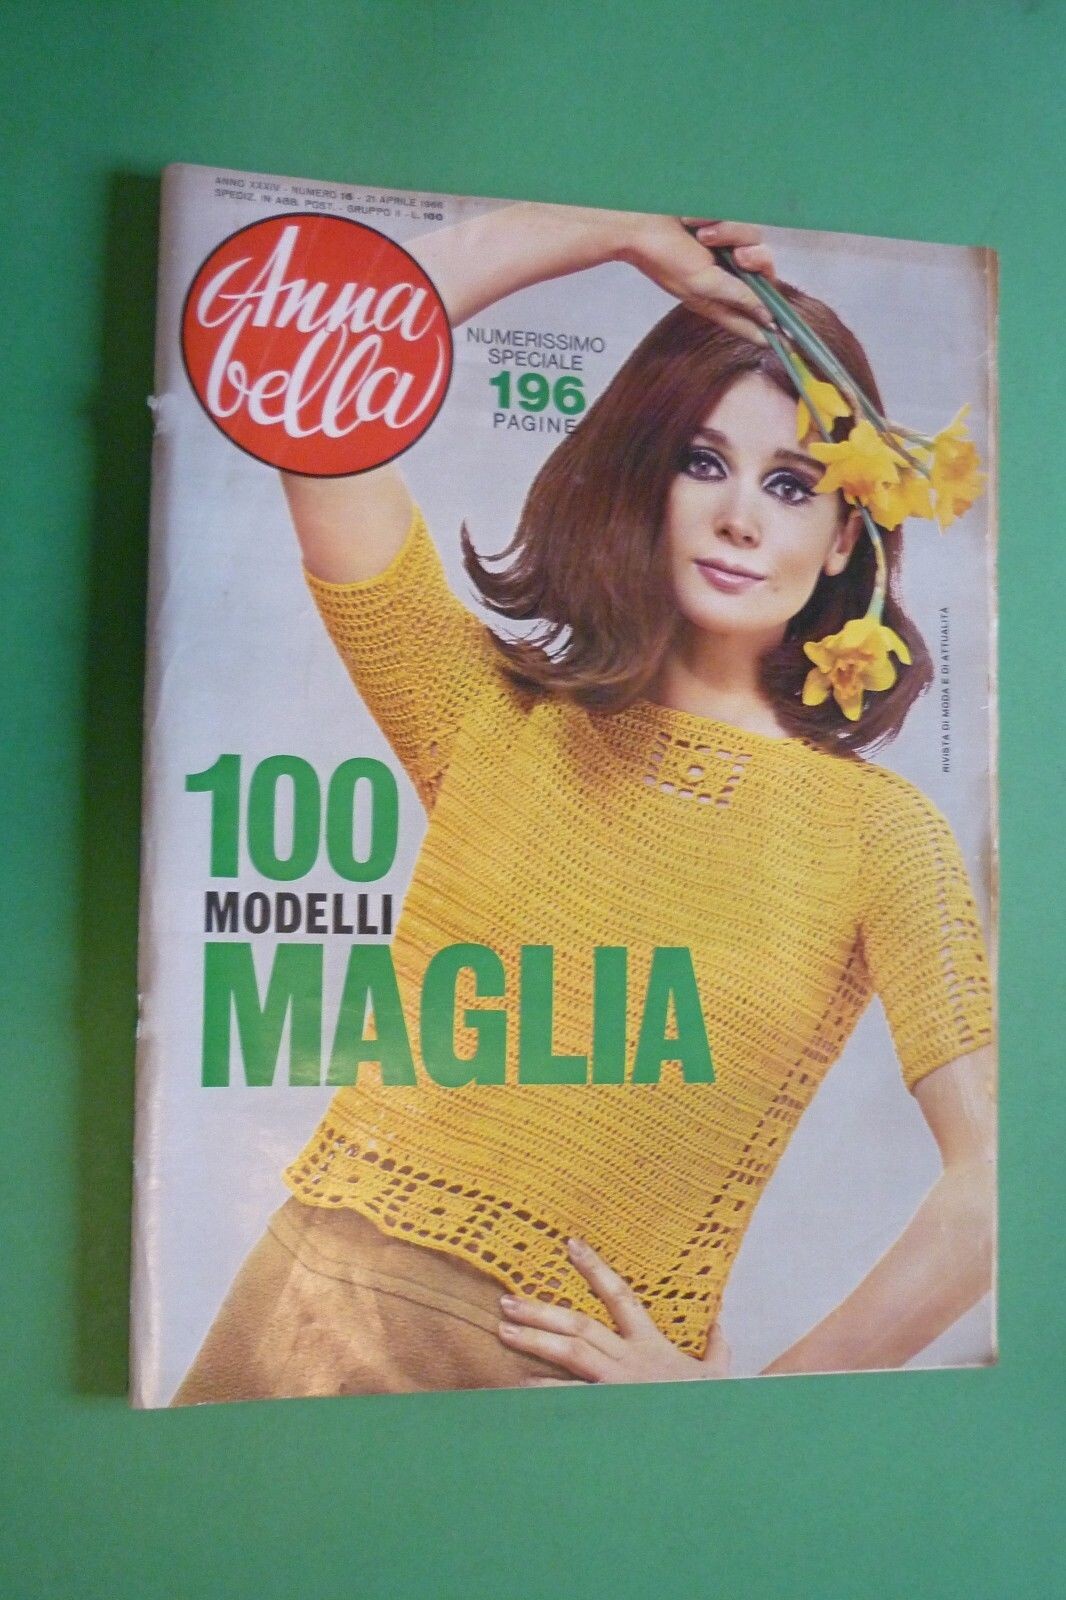 ANNO XXXIV - NUMERO 16 - 21 APRILE 1966
SPEDIZ. IN ABB. POST. - GRUPPO II - L. 100
Anna
bella
NUMERISSIMO
SPECIALE
196
PAGINE
RIVISTA DI MODA E DI ATTUALITÀ
100
MODELLI
MAGLIA